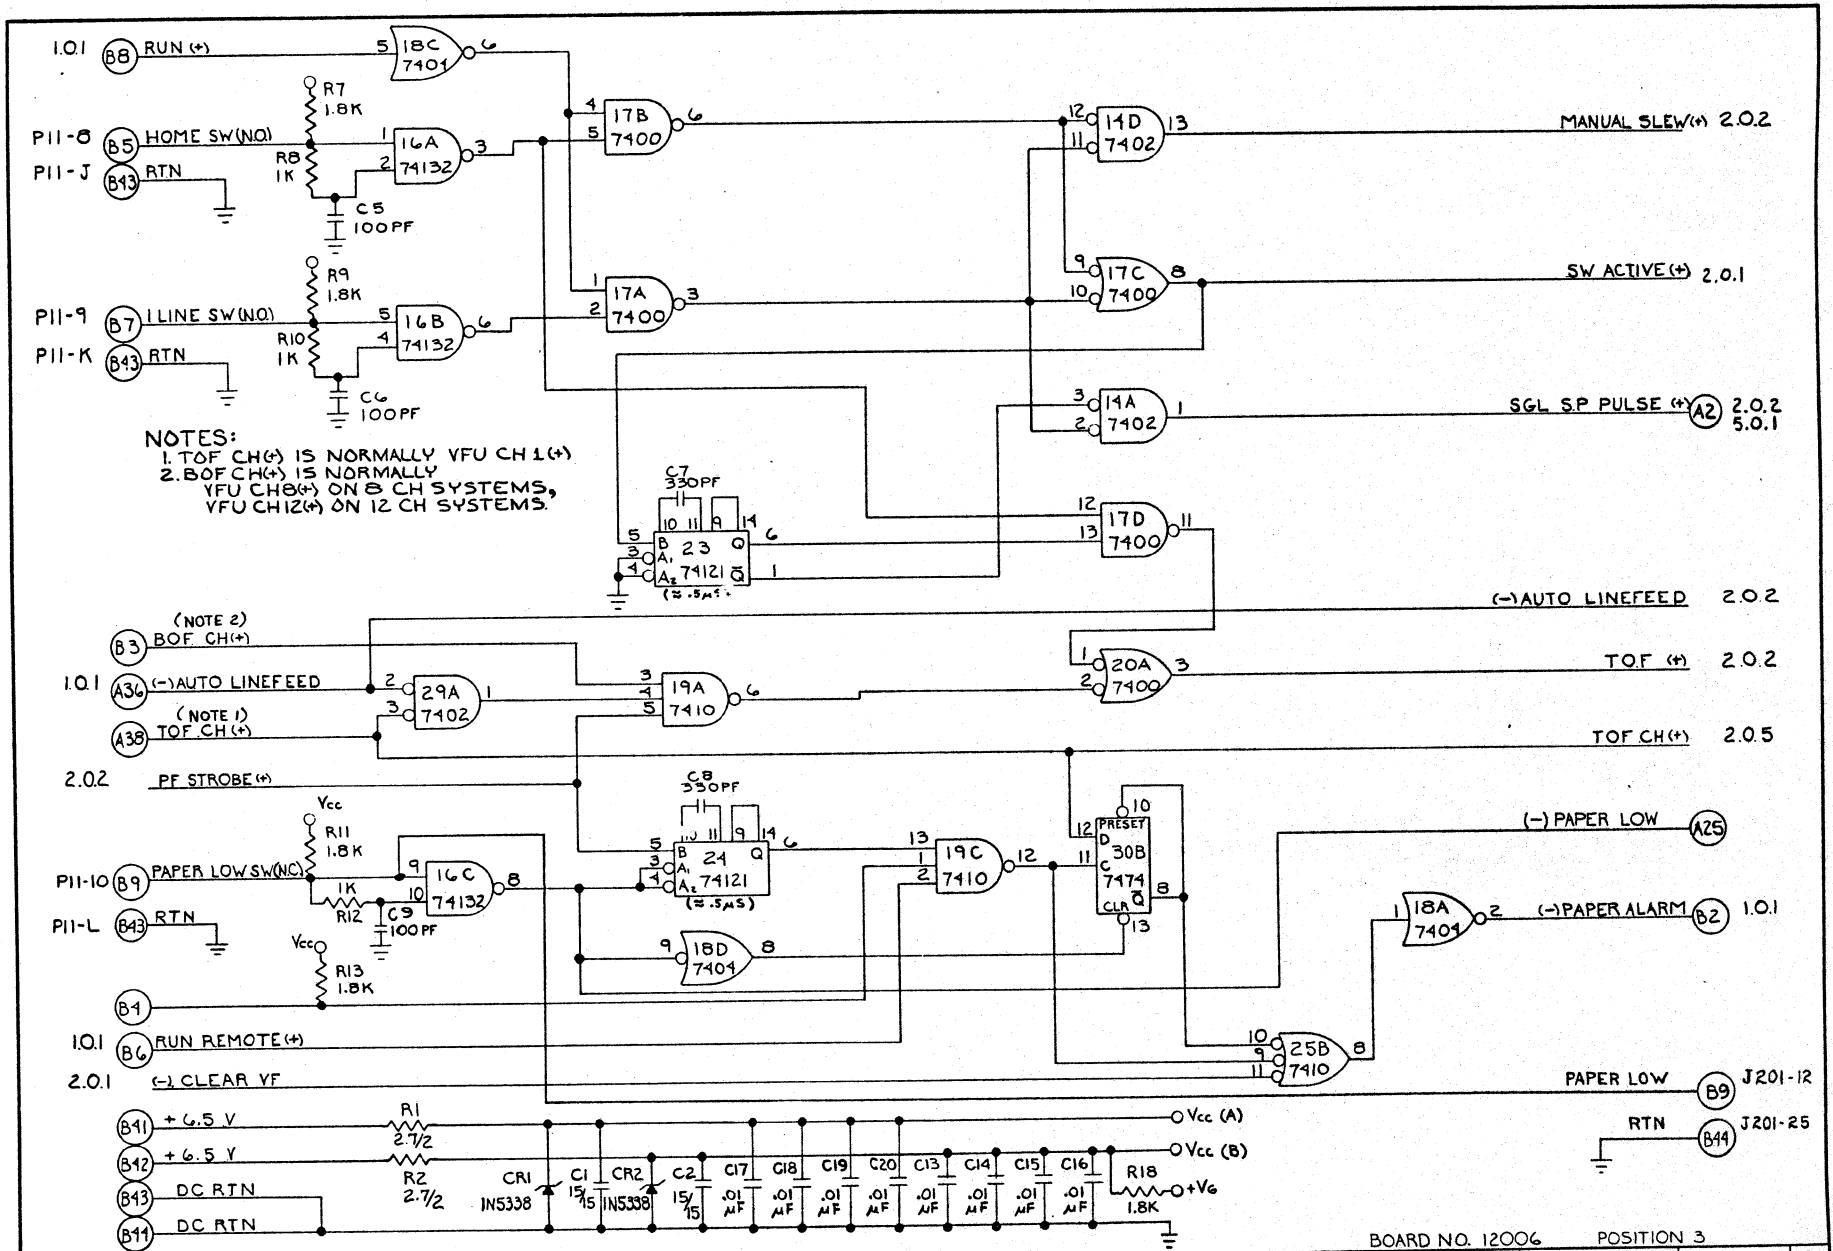 1.0.1 B8 RUN (+) 5 18C 7401 6
R7 1.8K
P11-8 B5 HOME SW(N.O.) 1 16A 74132 3
R8 1K 2
P11-J B43 RTN
C5 100PF
4 17B 7400 6
5
12 14D 7402 13 MANUAL SLEW(+) 2.0.2
11
R9 1.8K
P11-9 B7 1 LINE SW(N.O.) 5 16B 74132 6
R10 1K 4
P11-K B43 RTN
C6 100PF
1 17A 7400 3
2
9 17C 7400 8 SW ACTIVE(+) 2.0.1
10
3 14A 7402 1 SGL S.P PULSE (+) A2 2.0.2
2 5.0.1
NOTES:
1. TOF CH(+) IS NORMALLY VFU CH 1(+)
2. BOF CH(+) IS NORMALLY
VFU CH8(+) ON 8 CH SYSTEMS,
VFU CH12(+) ON 12 CH SYSTEMS.
C7 330PF
10 11 9 14
5 B 23 Q 6
3 A1
4 A2 74121 Q̅ 1
(≈ .5µS
12 17D 7400 11
13
(-) AUTO LINEFEED 2.0.2
(NOTE 2)
B3 BOF CH(+)
1.0.1 A36 (-) AUTO LINEFEED 2 29A 7402 1
(NOTE 1) 3
A38 TOF CH(+)
3 19A 7410 6
4
5
1 20A 7400 3 TOF (+) 2.0.2
2
TOF CH(+) 2.0.5
2.0.2 PF STROBE(+)
C8 330PF
11 9 14
5 B 24 Q 6
3 A1
4 A2 74121
(≈ .5µS)
Vcc
R11 1.8K
P11-10 B9 PAPER LOW SW(N.C.) 9 16C 74132 8
1K R12 10
C9 100PF
P11-L B43 RTN
Vcc
R13 1.8K
B4
9 18D 7404 8
13 19C 7410 12
1
2
10 PRESET
12 D 30B
11 C 7474
CLR Q̅ 8
13
(-) PAPER LOW A25
1 18A 7404 2 (-) PAPER ALARM B2 1.0.1
1.0.1 B6 RUN REMOTE(+)
2.0.1 (-) CLEAR VF
10 25B 7410 8
9
11
PAPER LOW B9 J201-12
RTN B44 J201-25
B41 +6.5 V R1 2.7/2 Vcc (A)
B42 +6.5 V R2 2.7/2 Vcc (B)
B43 DC RTN
B44 DC RTN
CR1 1N5338
C1 15/15
CR2 1N5338
C2 15/15
C17 .01 µF
C18 .01 µF
C19 .01 µF
C20 .01 µF
C13 .01 µF
C14 .01 µF
C15 .01 µF
C16 .01 µF
R18 1.8K +V6
BOARD NO. 12006 POSITION 3